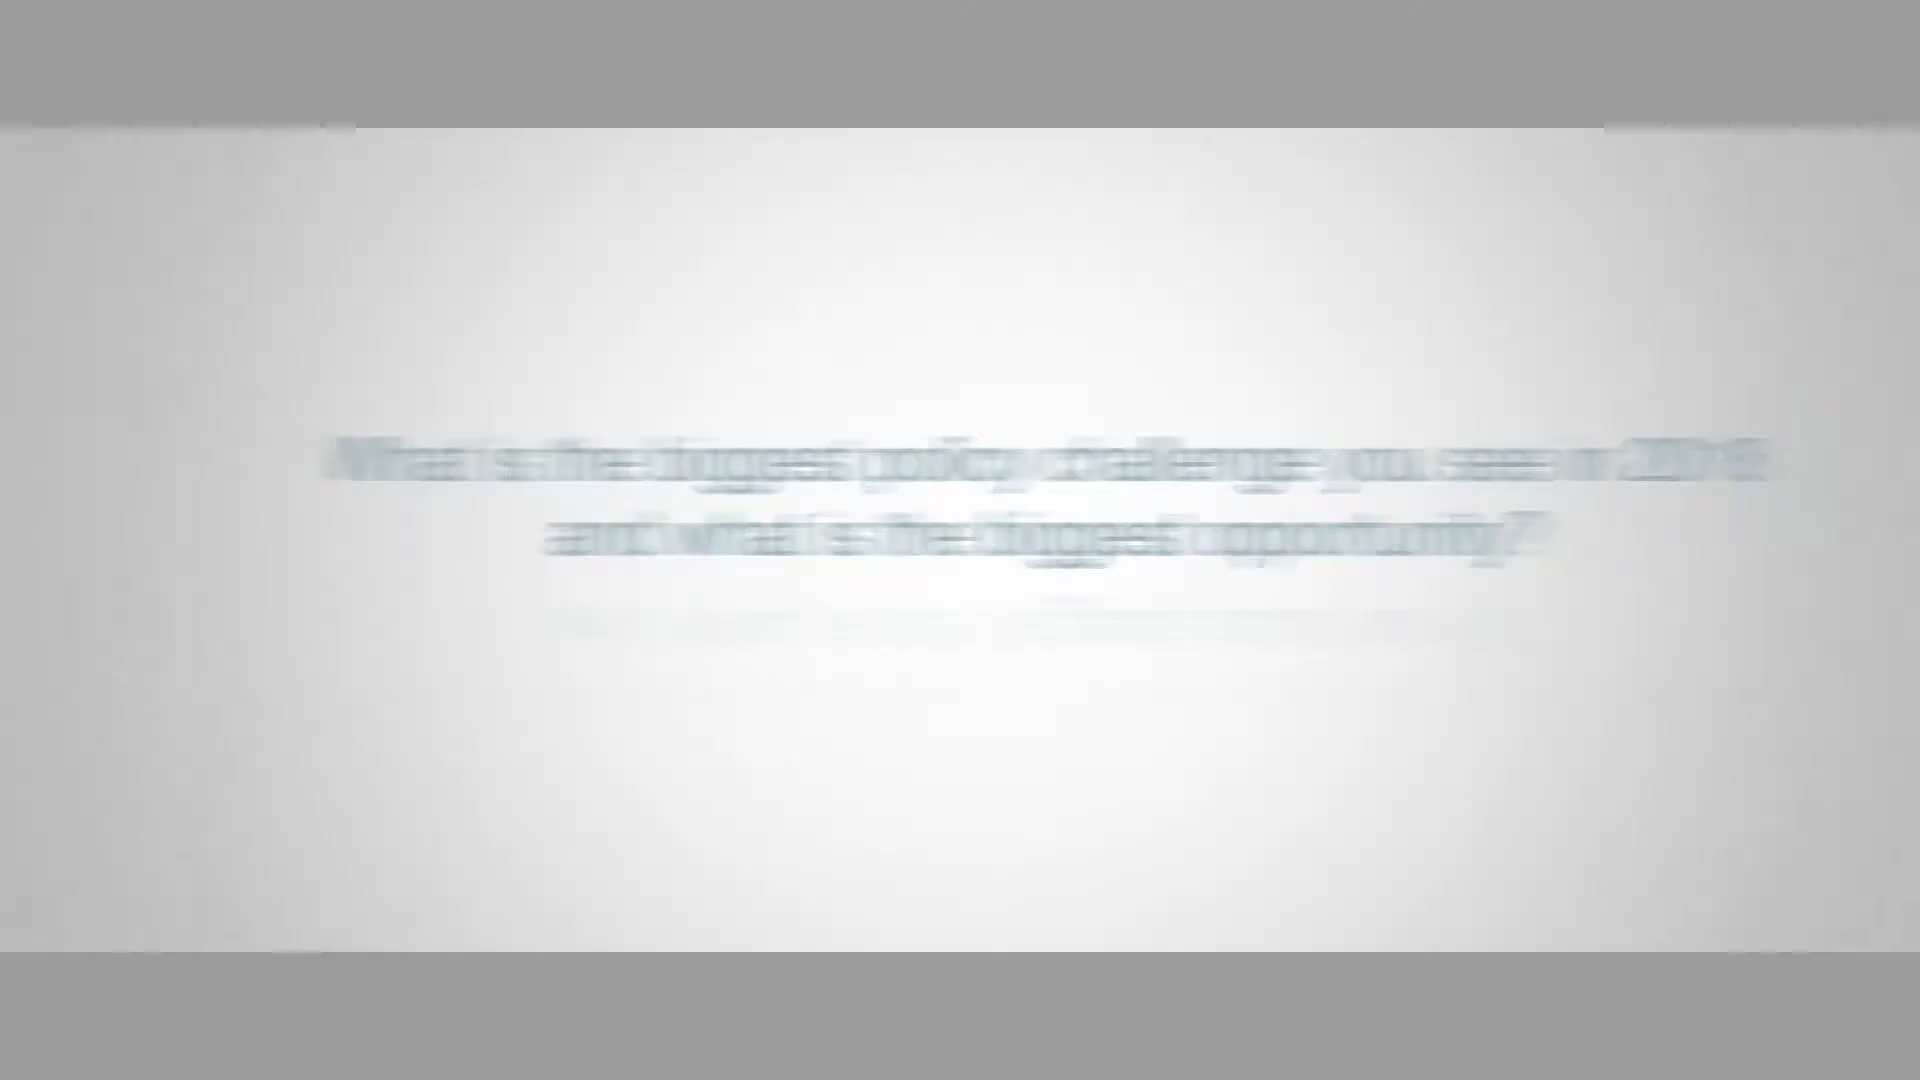 What is the biggest policy challenge you see in
and what is the biggest opportunity?